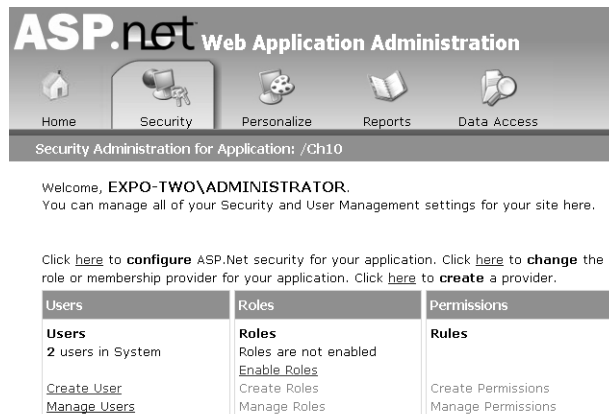 ASP.net Web Application Administration
Home Security Personalize Reports Data Access
Security Administration for Application: /Ch10
Welcome, EXPO-TWO\ADMINISTRATOR.
You can manage all of your Security and User Management settings for your site here.
Click here to configure ASP.Net security for your application. Click here to change the
role or membership provider for your application. Click here to create a provider.
Users Roles Permissions
Users Roles Rules
2 users in System Roles are not enabled
Enable Roles
Create User Create Roles Create Permissions
Manage Users Manage Roles Manage Permissions